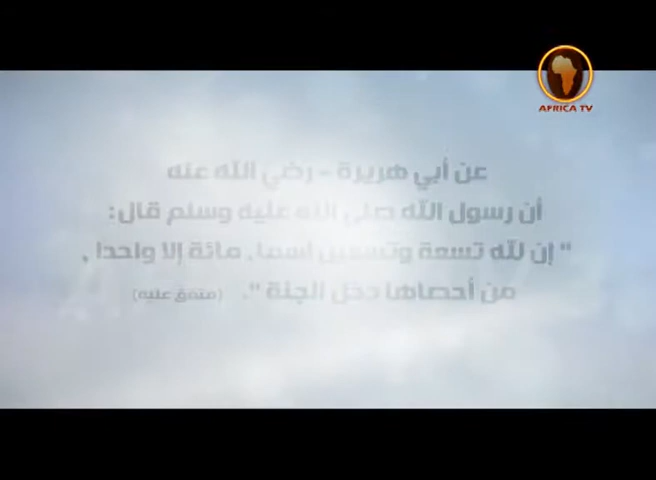 AFRICA TV
عن أبي هريرة - رضي الله عنه
أن رسول الله صلى الله عليه وسلم قال:
" إن لله تسعة وتسعين اسما، مائة إلا واحدا ,
من أحصاها دخل الجنة ". (متفق عليه)